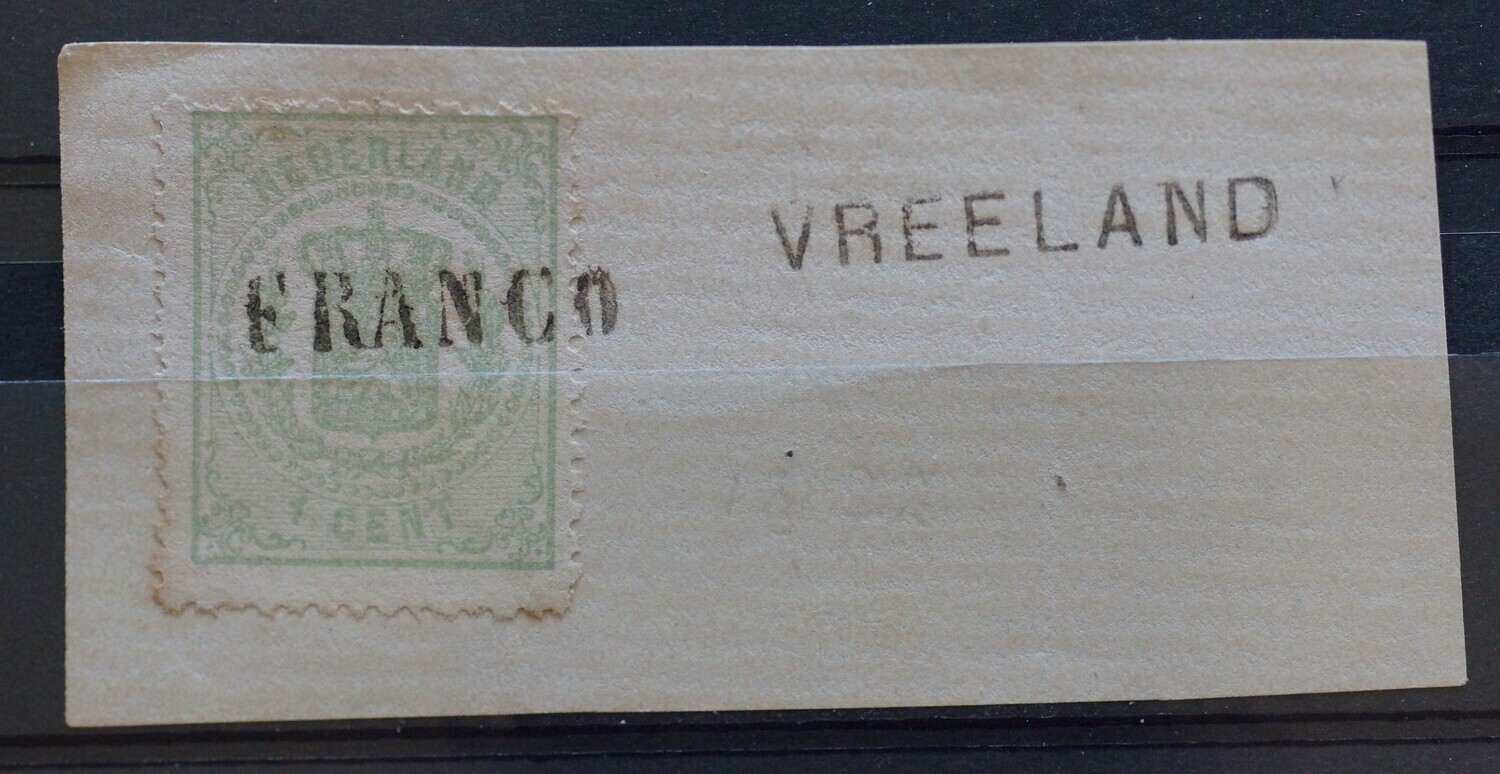 NEDERLAND
FRANCO
1 CENT
VREELAND